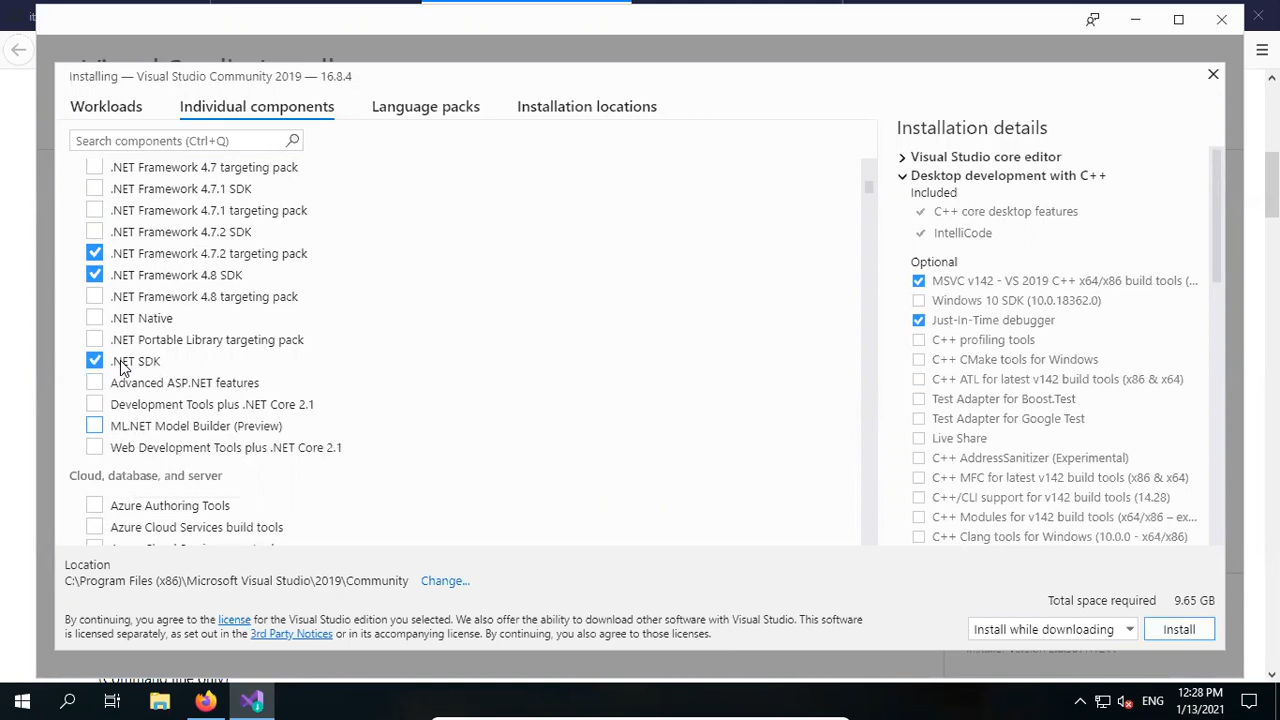 Installing — Visual Studio Community 2019 — 16.8.4
Workloads
Individual components
Language packs
Installation locations
Search components (Ctrl+Q)
.NET Framework 4.7 targeting pack
.NET Framework 4.7.1 SDK
.NET Framework 4.7.1 targeting pack
.NET Framework 4.7.2 SDK
.NET Framework 4.7.2 targeting pack
.NET Framework 4.8 SDK
.NET Framework 4.8 targeting pack
.NET Native
.NET Portable Library targeting pack
.NET SDK
Advanced ASP.NET features
Development Tools plus .NET Core 2.1
ML.NET Model Builder (Preview)
Web Development Tools plus .NET Core 2.1
Cloud, database, and server
Azure Authoring Tools
Azure Cloud Services build tools
Installation details
Visual Studio core editor
Desktop development with C++
Included
C++ core desktop features
IntelliCode
Optional
MSVC v142 - VS 2019 C++ x64/x86 build tools (...
Windows 10 SDK (10.0.18362.0)
Just-In-Time debugger
C++ profiling tools
C++ CMake tools for Windows
C++ ATL for latest v142 build tools (x86 & x64)
Test Adapter for Boost.Test
Test Adapter for Google Test
Live Share
C++ AddressSanitizer (Experimental)
C++ MFC for latest v142 build tools (x86 & x64)
C++/CLI support for v142 build tools (14.28)
C++ Modules for v142 build tools (x64/x86 – ex...
C++ Clang tools for Windows (10.0.0 - x64/x86)
Location
C:\Program Files (x86)\Microsoft Visual Studio\2019\Community Change...
Total space required 9.65 GB
By continuing, you agree to the license for the Visual Studio edition you selected. We also offer the ability to download other software with Visual Studio. This software
is licensed separately, as set out in the 3rd Party Notices or in its accompanying license. By continuing, you also agree to those licenses.
Install while downloading
Install
ENG
12:28 PM
1/13/2021